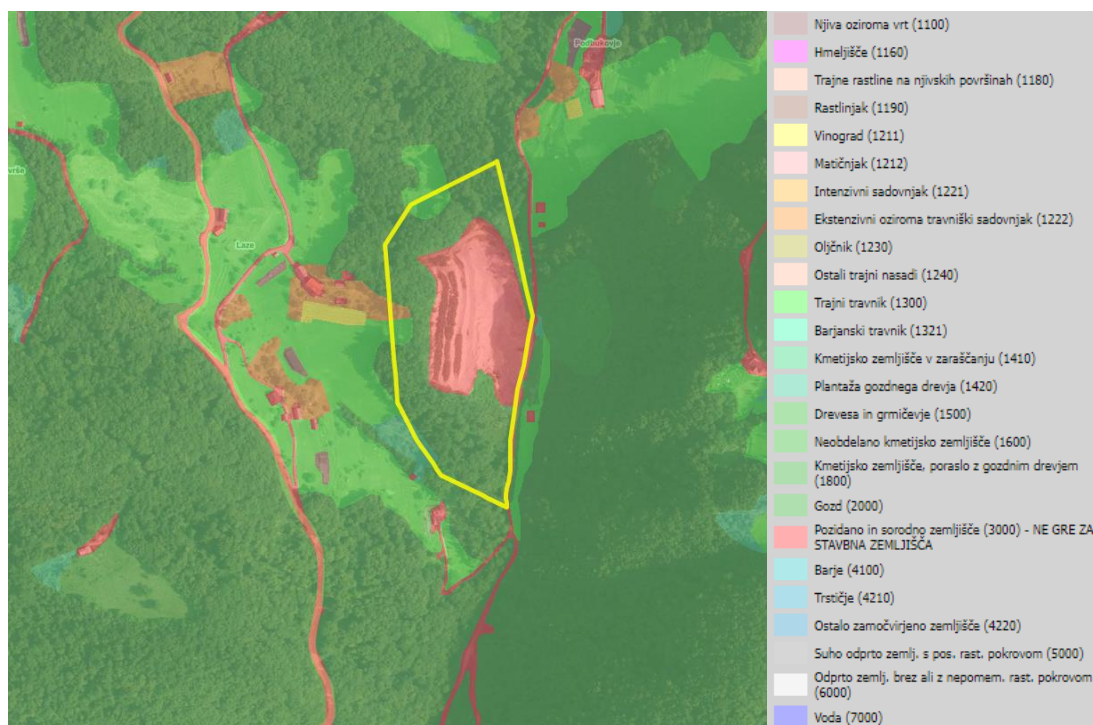 Podbukovje
vrše
Laze
Njiva oziroma vrt (1100)
Hmeljišče (1160)
Trajne rastline na njivskih površinah (1180)
Rastlinjak (1190)
Vinograd (1211)
Matičnjak (1212)
Intenzivni sadovnjak (1221)
Ekstenzivni oziroma travniški sadovnjak (1222)
Oljčnik (1230)
Ostali trajni nasadi (1240)
Trajni travnik (1300)
Barjanski travnik (1321)
Kmetijsko zemljišče v zaraščanju (1410)
Plantaža gozdnega drevja (1420)
Drevesa in grmičevje (1500)
Neobdelano kmetijsko zemljišče (1600)
Kmetijsko zemljišče, poraslo z gozdnim drevjem
(1800)
Gozd (2000)
Pozidano in sorodno zemljišče (3000) - NE GRE ZA
STAVBNA ZEMLJIŠČA
Barje (4100)
Trstičje (4210)
Ostalo zamočvirjeno zemljišče (4220)
Suho odprto zemlj. s pos. rast. pokrovom (5000)
Odprto zemlj. brez ali z nepomem. rast. pokrovom
(6000)
Voda (7000)